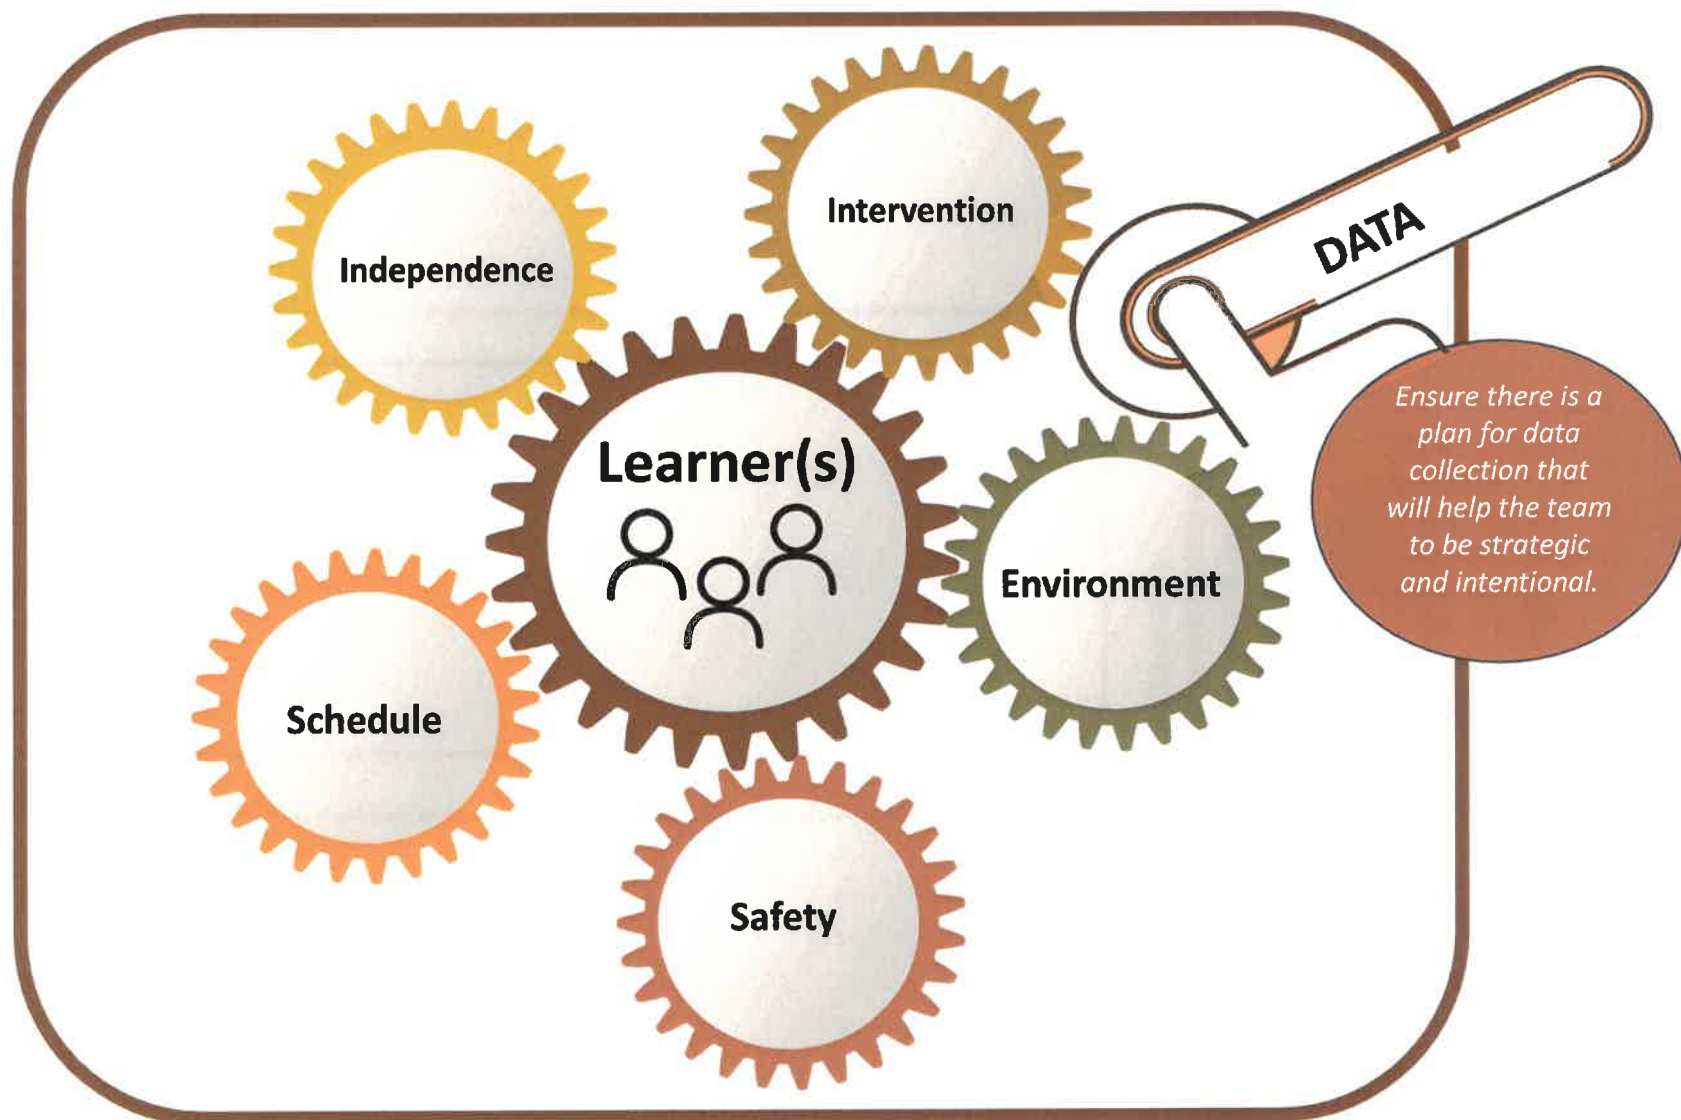 Intervention
Independence
DATA
Learner(s)
Environment
Schedule
Safety
Ensure there is a
plan for data
collection that
will help the team
to be strategic
and intentional.